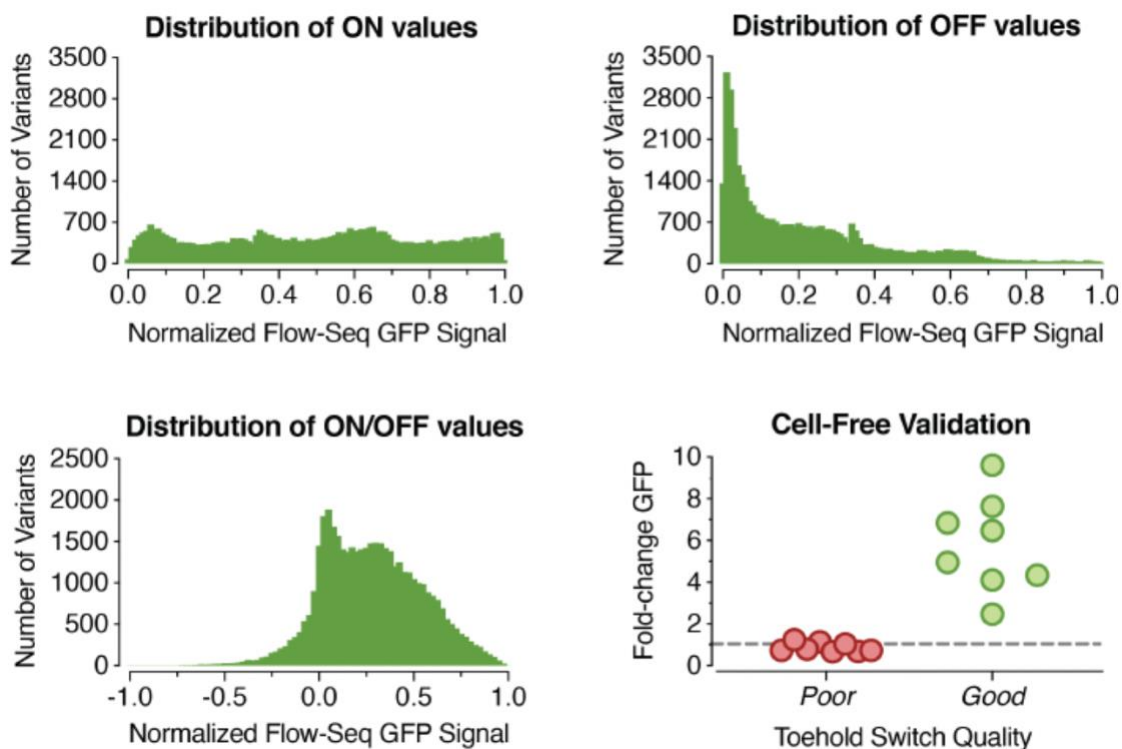 Distribution of ON values
Number of Variants
3500
2800
2100
1400
700
0
0.0 0.2 0.4 0.6 0.8 1.0
Normalized Flow-Seq GFP Signal
Distribution of OFF values
Number of Variants
3500
2800
2100
1400
700
0
0.0 0.2 0.4 0.6 0.8 1.0
Normalized Flow-Seq GFP Signal
Distribution of ON/OFF values
Number of Variants
2500
2000
1500
1000
500
0
-1.0 -0.5 0.0 0.5 1.0
Normalized Flow-Seq GFP Signal
Cell-Free Validation
Fold-change GFP
10
8
6
4
2
0
Poor Good
Toehold Switch Quality